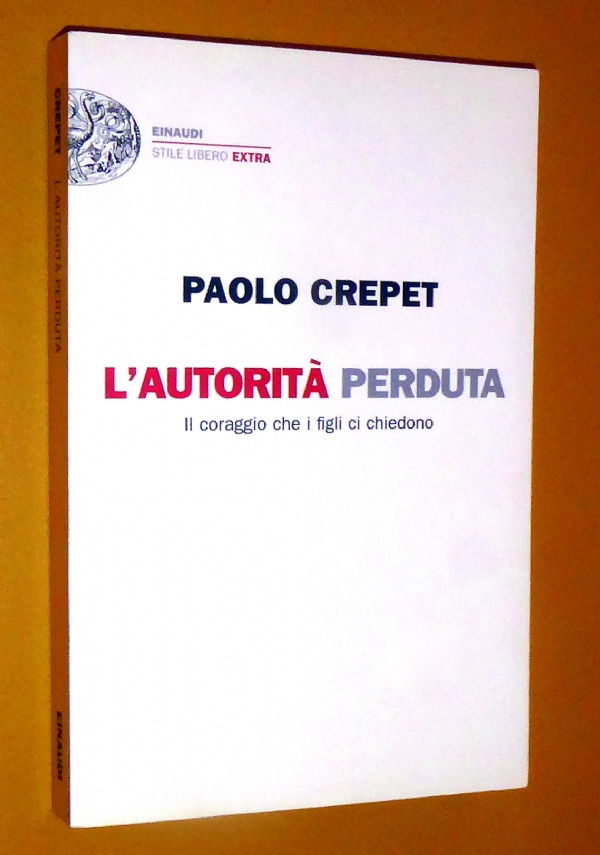 EINAUDI
STILE LIBERO EXTRA
PAOLO CREPET
L'AUTORITÀ PERDUTA
Il coraggio che i figli ci chiedono
CREPET L'AUTORITÀ PERDUTA
EINAUDI